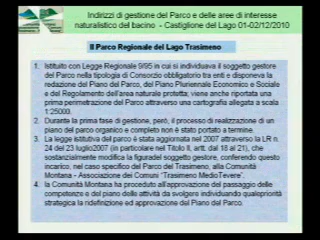 Indirizzi di gestione del Parco e delle aree di interesse
naturalistico del bacino - Castiglione del Lago 01-02/12/2010
Il Parco Regionale del Lago Trasimeno
1. Istituito con Legge Regionale 9/95 in cui si individuava il soggetto gestore
del Parco nella tipologia di Consorzio obbligatorio tra enti e disponeva la
redazione del Piano del Parco, del Piano Pluriennale Economico e Sociale
e del Regolamento dell'area naturale protetta, viene anche riportata una
prima perimetrazione del Parco attraverso una cartografia allegata a scala
1:25000.
2. Durante la prima fase di gestione, però, il processo di realizzazione di un
piano del parco organico e completo non è stato portato a termine.
3. La legge istitutiva del parco è stata aggiornata nel 2007 attraverso la LR n.
24 del 23 luglio2007 (in particolare nel Titolo II, artt. dal 18 al 21), che
sostanzialmente modifica la figuradel soggetto gestore, conferendo questo
incarico, nel caso specifico del Parco del Trasimeno, alla Comunità
Montana - Associazione dei Comuni "Trasimeno MedioTevere".
4. la Comunità Montana ha proceduto all'approvazione del passaggio delle
competenze e del piano delle attività da svolgere individuando qualepriorità
strategica la ridefinizione ed approvazione del Piano del Parco.